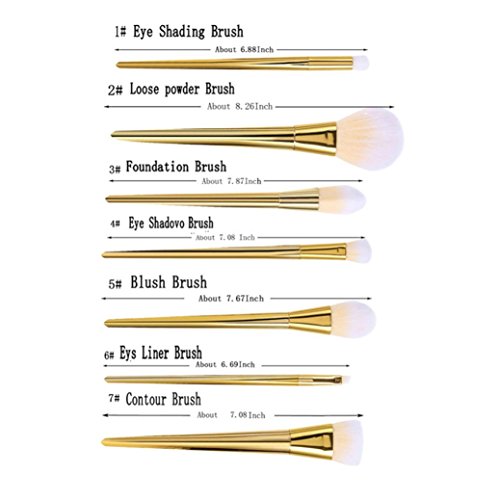 1# Eye Shading Brush
About 6.88Inch
2# Loose powder Brush
About 8.26Inch
3# Foundation Brush
About 7.87Inch
4# Eye Shadovo Brush
About 7.08 Inch
5# Blush Brush
About 7.67Inch
6# Eys Liner Brush
About 6.69Inch
7# Contour Brush
About 7.08Inch